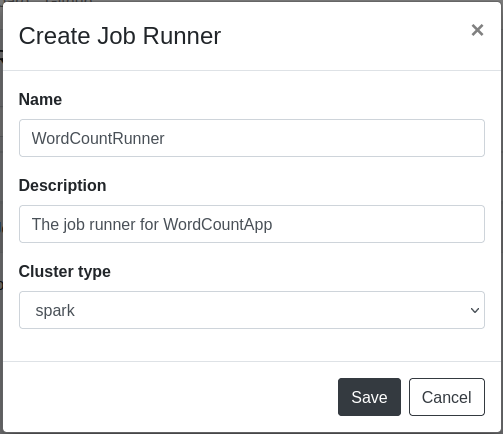 Create Job Runner
×
Name
WordCountRunner
Description
The job runner for WordCountApp
Cluster type
spark
Save Cancel